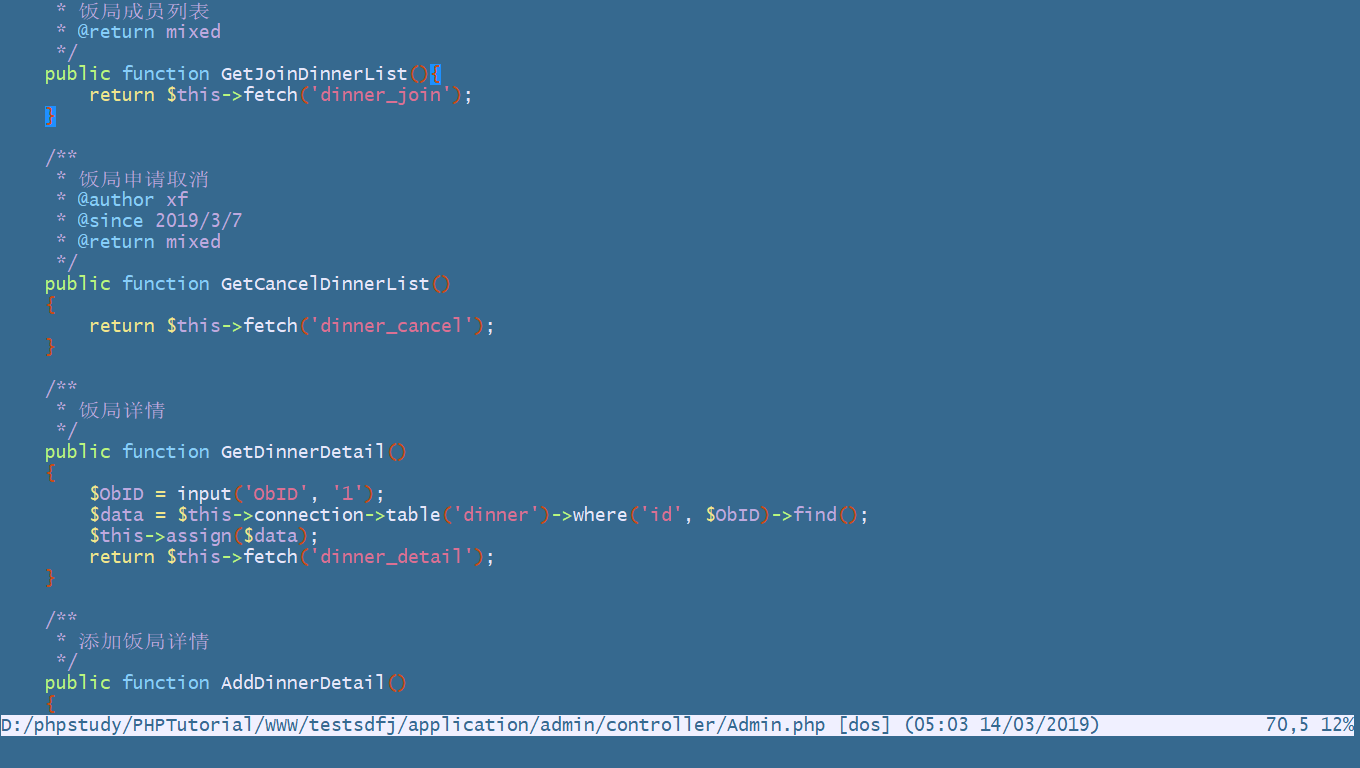 * 饭局成员列表
* @return mixed
*/
public function GetJoinDinnerList(){
return $this->fetch('dinner_join');
}
/**
* 饭局申请取消
* @author xf
* @since 2019/3/7
* @return mixed
*/
public function GetCancelDinnerList()
{
return $this->fetch('dinner_cancel');
}
/**
* 饭局详情
*/
public function GetDinnerDetail()
{
$ObID = input('ObID', '1');
$data = $this->connection->table('dinner')->where('id', $ObID)->find();
$this->assign($data);
return $this->fetch('dinner_detail');
}
/**
* 添加饭局详情
*/
public function AddDinnerDetail()
{
D:/phpstudy/PHPTutorial/WWW/testsdfj/application/admin/controller/Admin.php [dos] (05:03 14/03/2019) 70,5 12%